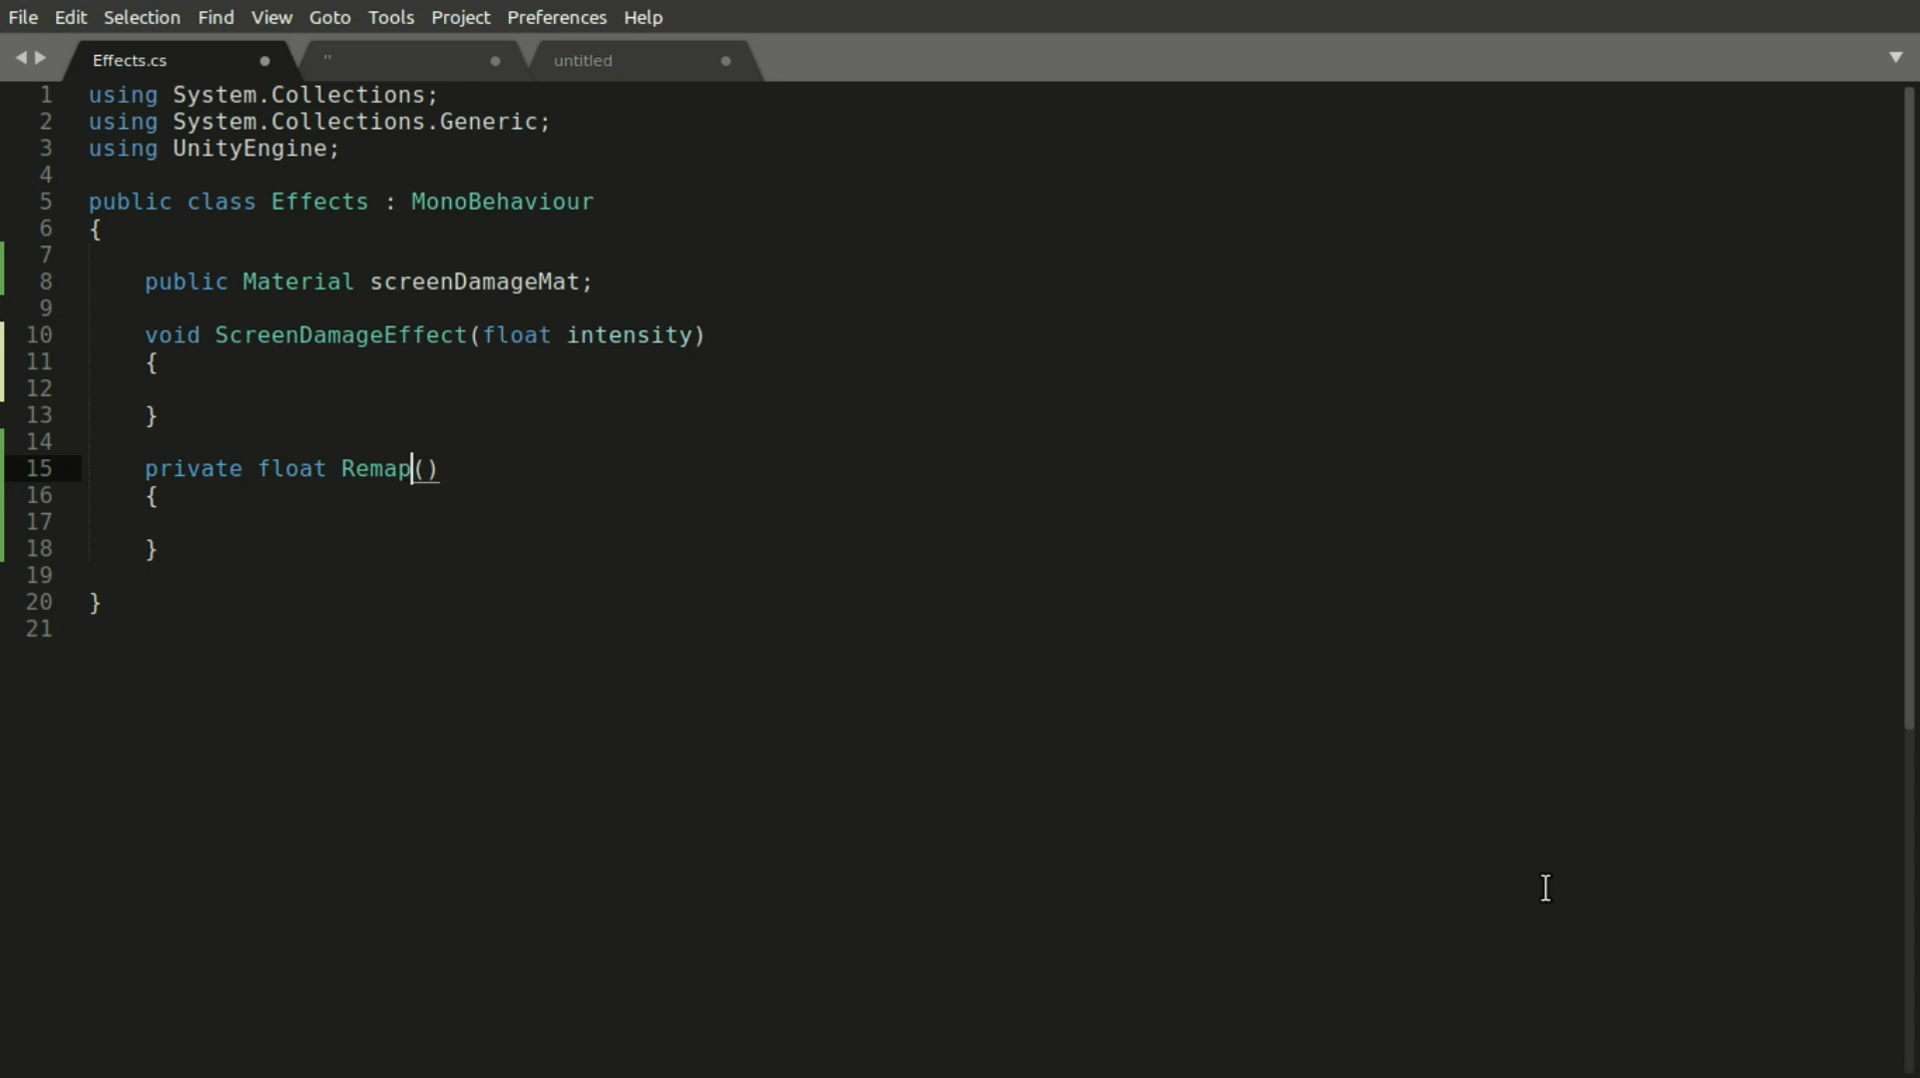 File Edit Selection Find View Goto Tools Project Preferences Help
Effects.cs " untitled
1 using System.Collections;
2 using System.Collections.Generic;
3 using UnityEngine;
4
5 public class Effects : MonoBehaviour
6 {
7
8 public Material screenDamageMat;
9
10 void ScreenDamageEffect(float intensity)
11 {
12
13 }
14
15 private float Remap()
16 {
17
18 }
19
20 }
21